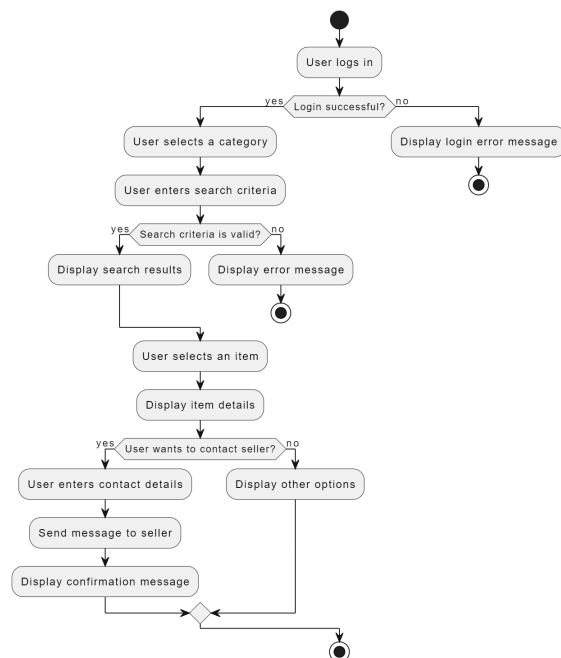 User logs in
yes
Login successful?
no
User selects a category
Display login error message
User enters search criteria
yes
Search criteria is valid?
no
Display search results
Display error message
User selects an item
Display item details
yes
User wants to contact seller?
no
User enters contact details
Display other options
Send message to seller
Display confirmation message